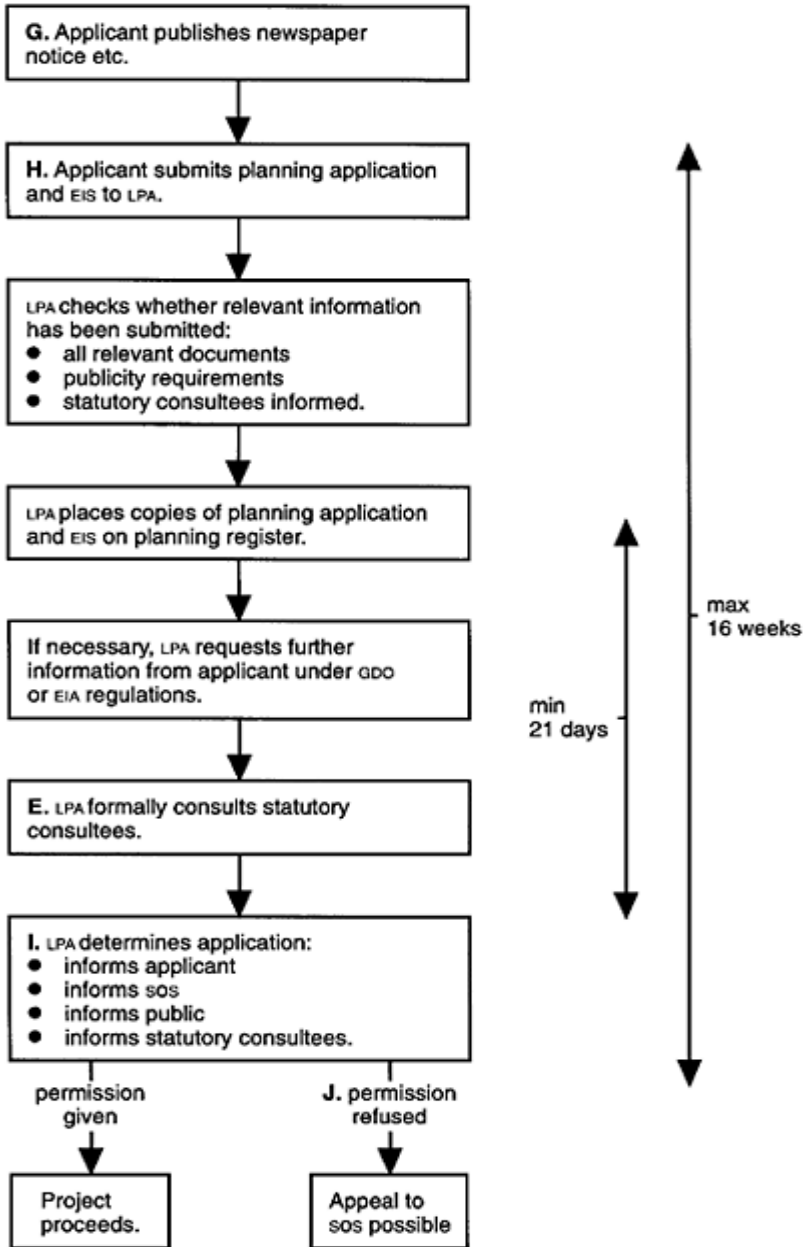 G. Applicant publishes newspaper
notice etc.
H. Applicant submits planning application
and EIS to LPA.
LPA checks whether relevant information
has been submitted:
● all relevant documents
● publicity requirements
● statutory consultees informed.
LPA places copies of planning application
and EIS on planning register.
If necessary, LPA requests further
information from applicant under GDO
or EIA regulations.
E. LPA formally consults statutory
consultees.
I. LPA determines application:
● informs applicant
● informs SOS
● informs public
● informs statutory consultees.
permission
given
J. permission
refused
Project
proceeds.
Appeal to
SOS possible
min
21 days
max
16 weeks